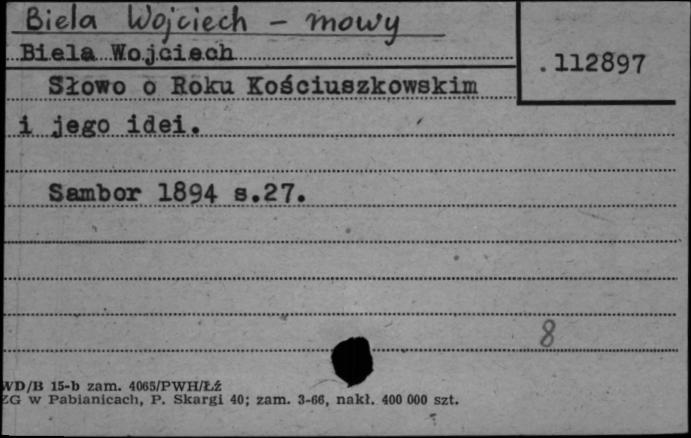 Biela Wojciech - mowy
Biela Wojciech
.112897
Słowo o Roku Kościuszkowskim
i jego idei.
Sambor 1894 s.27.
8
WD/B 15-b zam. 4065/PWH/Łź
ZG w Pabianicach, P. Skargi 40; zam. 3-66, nakł. 400 000 szt.